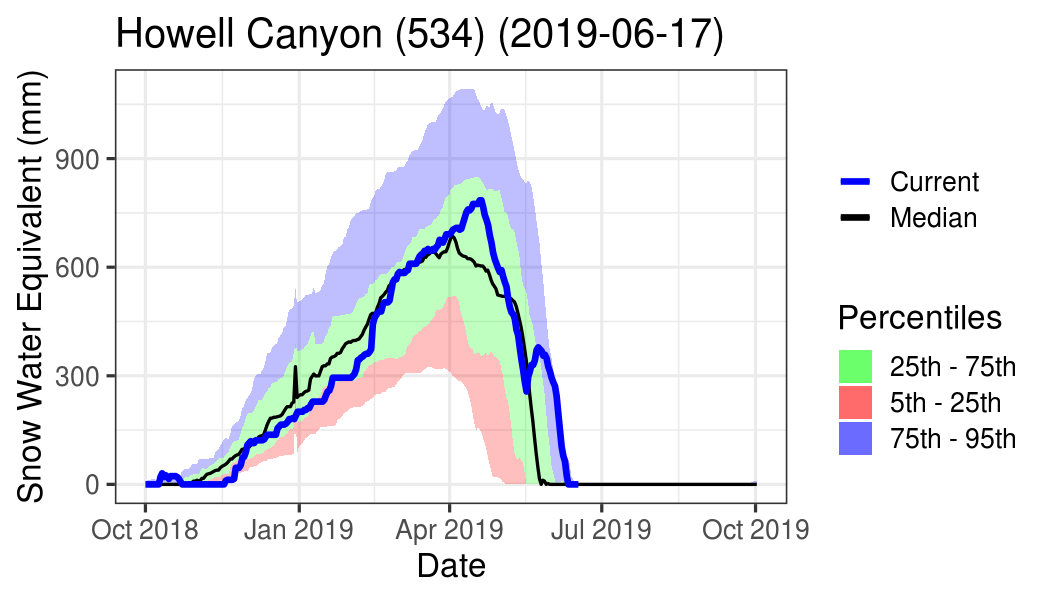 Howell Canyon (534) (2019-06-17)
Snow Water Equivalent (mm)
900
600
300
0
Oct 2018
Jan 2019
Apr 2019
Jul 2019
Oct 2019
Date
Current
Median
Percentiles
25th - 75th
5th - 25th
75th - 95th